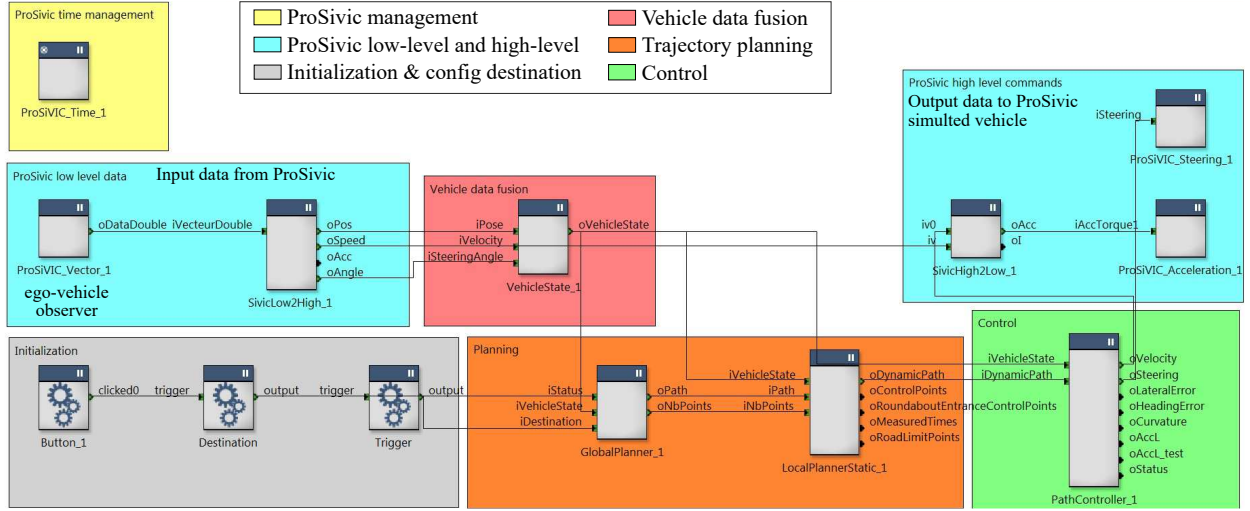 ProSivic time management
ProSiVIC_Time_1
ProSivic management
ProSivic low-level and high-level
Initialization & config destination
Vehicle data fusion
Trajectory planning
Control
ProSivic high level commands
Output data to ProSivic
simulted vehicle
iSteering
ProSiVIC_Steering_1
iv0
iv
oAcc
oI
iAccTorque1
SivicHigh2Low_1
ProSiVIC_Acceleration_1
ProSivic low level data
Input data from ProSivic
oDataDouble
iVecteurDouble
oPos
oSpeed
oAcc
oAngle
ProSiVIC_Vector_1
ego-vehicle
observer
SivicLow2High_1
Vehicle data fusion
iPose
iVelocity
iSteeringAngle
oVehicleState
VehicleState_1
Initialization
clicked0
trigger
output
trigger
output
Button_1
Destination
Trigger
Planning
iStatus
iVehicleState
iDestination
oPath
oNbPoints
GlobalPlanner_1
iVehicleState
iPath
iNbPoints
oDynamicPath
oControlPoints
oRoundaboutEntranceControlPoints
oMeasuredTimes
oRoadLimitPoints
LocalPlannerStatic_1
Control
iVehicleState
iDynamicPath
oVelocity
oSteering
oLateralError
oHeadingError
oCurvature
oAccL
oAccL_test
oStatus
PathController_1